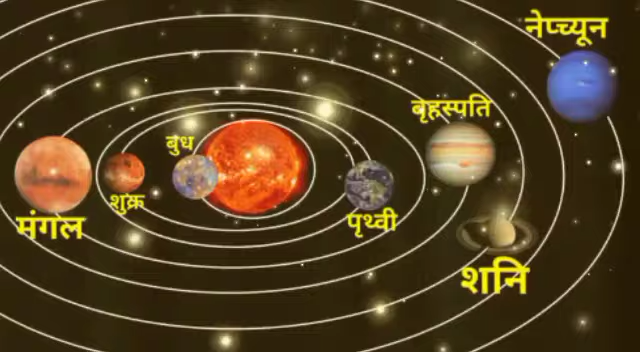 नेप्च्यून
बृहस्पति
बुध
शुक्र
मंगल
पृथ्वी
शनि